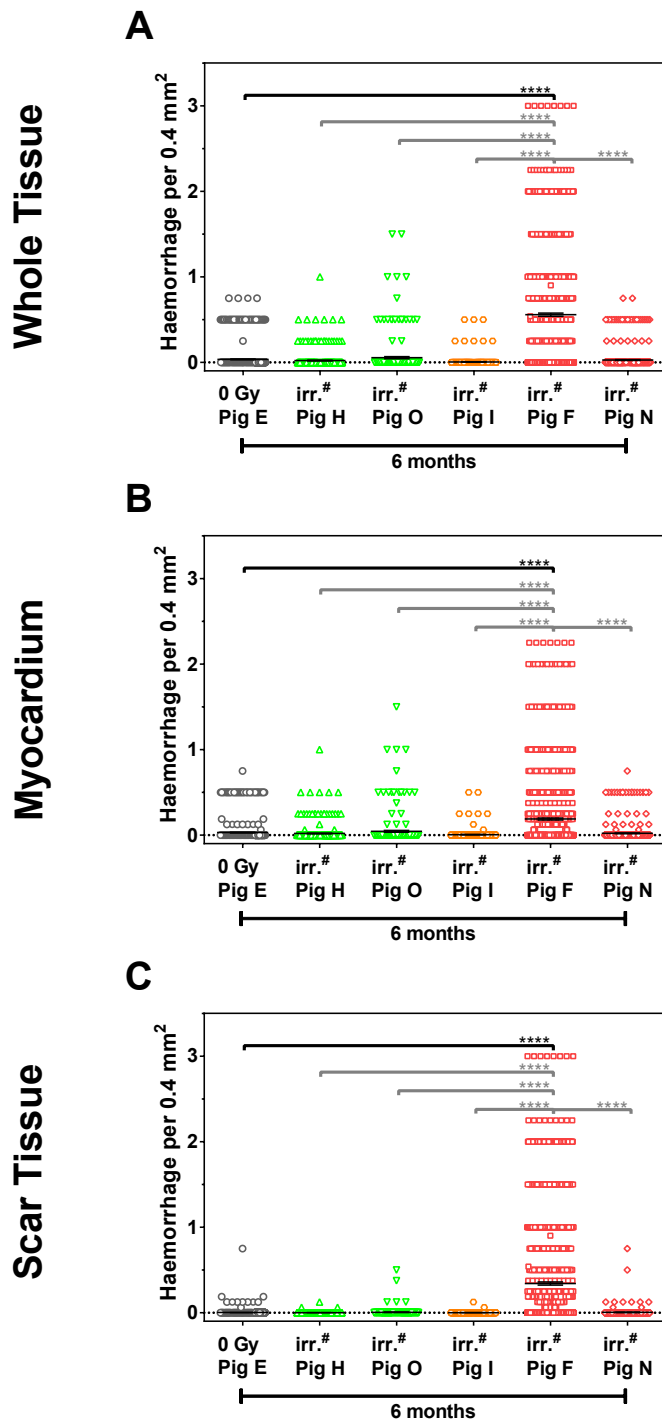 A
Whole Tissue
Haemorrhage per 0.4 mm²
3
2
1
0
****
****
****
**** ****
0 Gy irr.# irr.# irr.# irr.# irr.#
Pig E Pig H Pig O Pig I Pig F Pig N
6 months
B
Myocardium
Haemorrhage per 0.4 mm²
3
2
1
0
****
****
****
**** ****
0 Gy irr.# irr.# irr.# irr.# irr.#
Pig E Pig H Pig O Pig I Pig F Pig N
6 months
C
Scar Tissue
Haemorrhage per 0.4 mm²
3
2
1
0
****
****
****
**** ****
0 Gy irr.# irr.# irr.# irr.# irr.#
Pig E Pig H Pig O Pig I Pig F Pig N
6 months